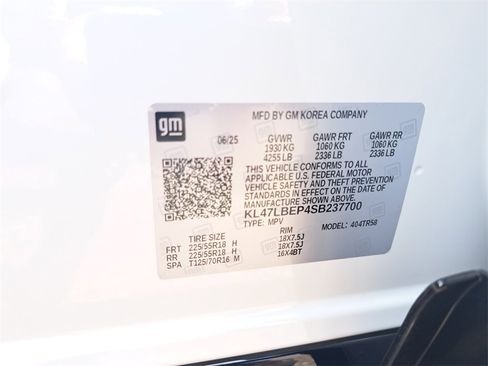 gm
MFD BY GM KOREA COMPANY
06/25 GVWR GAWR FRT GAWR RR
1930 KG 1060 KG 1060 KG
4255 LB 2336 LB 2336 LB
THIS VEHICLE CONFORMS TO ALL
APPLICABLE U.S. FEDERAL MOTOR
VEHICLE SAFETY, BUMPER, AND
THEFT PREVENTION STANDARDS IN
EFFECT ON THE DATE OF
MANUFACTURE SHOWN ABOVE.
KL47LBEP4SB237700
TYPE: MPV MODEL: 404TR58
TIRE SIZE RIM
FRT 225/55R18 H 18X7.5J
RR 225/55R18 H 18X7.5J
SPA T125/70R16 M 16X4BT